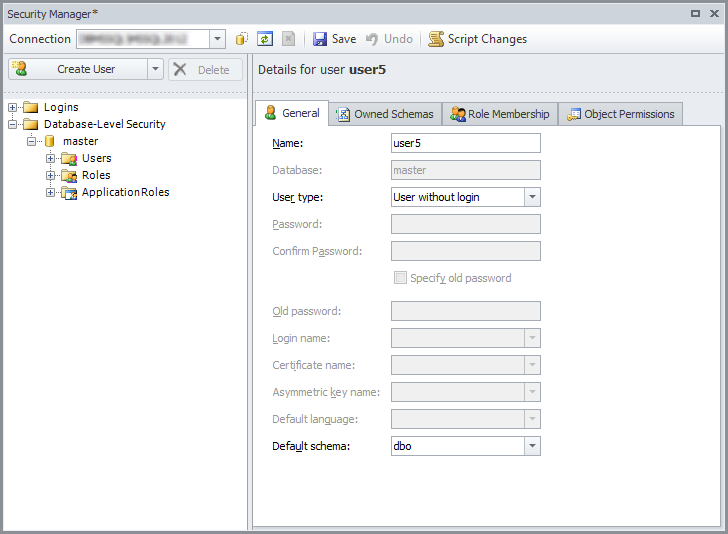 Security Manager*
Connection
Save Undo Script Changes
Create User Delete
Details for user user5
Logins
Database-Level Security
master
Users
Roles
ApplicationRoles
General Owned Schemas Role Membership Object Permissions
Name: user5
Database: master
User type: User without login
Password:
Confirm Password:
Specify old password
Old password:
Login name:
Certificate name:
Asymmetric key name:
Default language:
Default schema: dbo